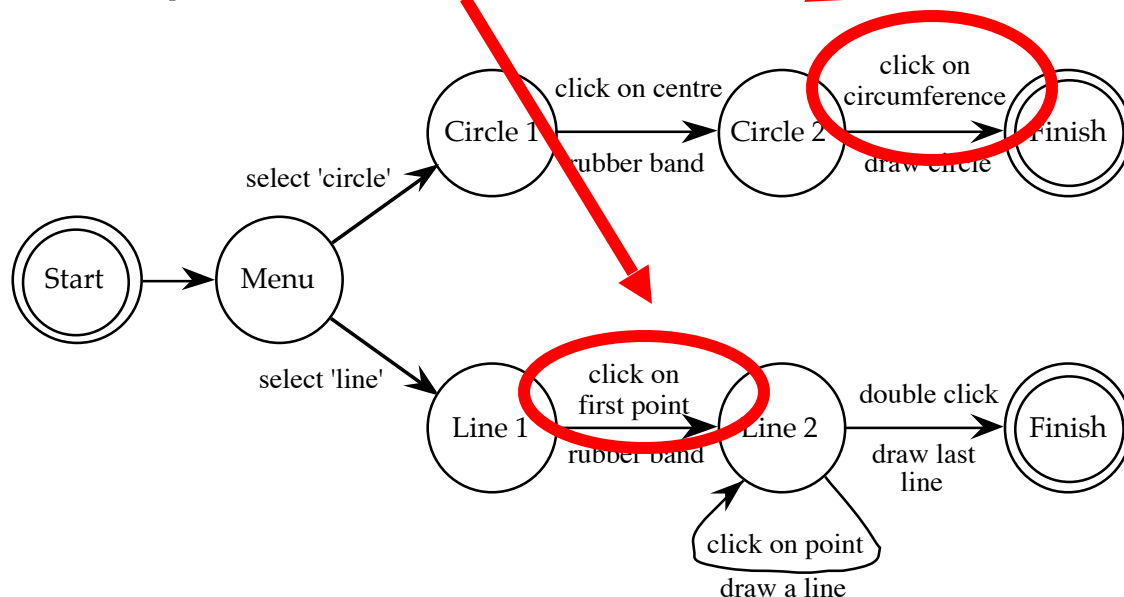 click on
circumference
click on centre
Circle 1
Circle 2
Finish
rubber band
draw circle
select 'circle'
Start
Menu
select 'line'
click on
first point
double click
Line 1
Line 2
Finish
rubber band
draw last
line
click on point
draw a line